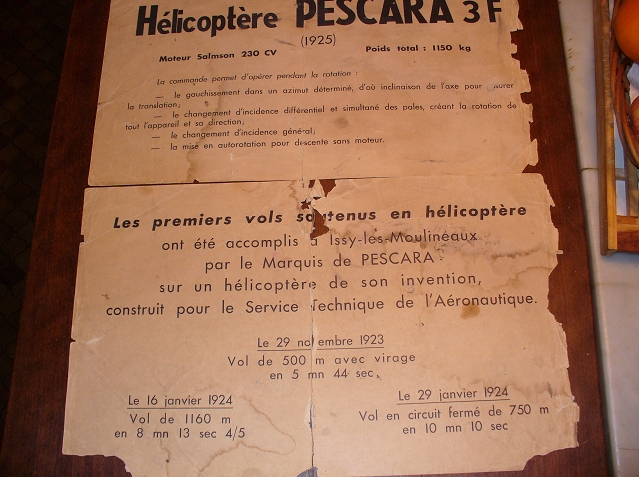 Hélicoptère PESCARA 3F
(1925)
Moteur Salmson 230 CV Poids total : 1150 kg
La commande permet d'opérer pendant la rotation :
— le gauchissement dans un azimut déterminé, d'où inclinaison de l'axe pour
la translation;
— le changement d'incidence différentiel et simultané des pales, créant la rotation de
tout l'appareil et sa direction;
— le changement d'incidence général;
— la mise en autorotation pour descente sans moteur.
Les premiers vols soutenus en hélicoptère
ont été accomplis à Issy-les-Moulineaux
par le Marquis de PESCARA
sur un hélicoptère de son invention,
construit pour le Service Technique de l'Aéronautique.
Le 29 novembre 1923
Vol de 500 m avec virage
en 5 mn 44 sec.
Le 16 janvier 1924
Vol de 1160 m
en 8 mn 13 sec 4/5
Le 29 janvier 1924
Vol en circuit fermé de 750 m
en 10 mn 10 sec